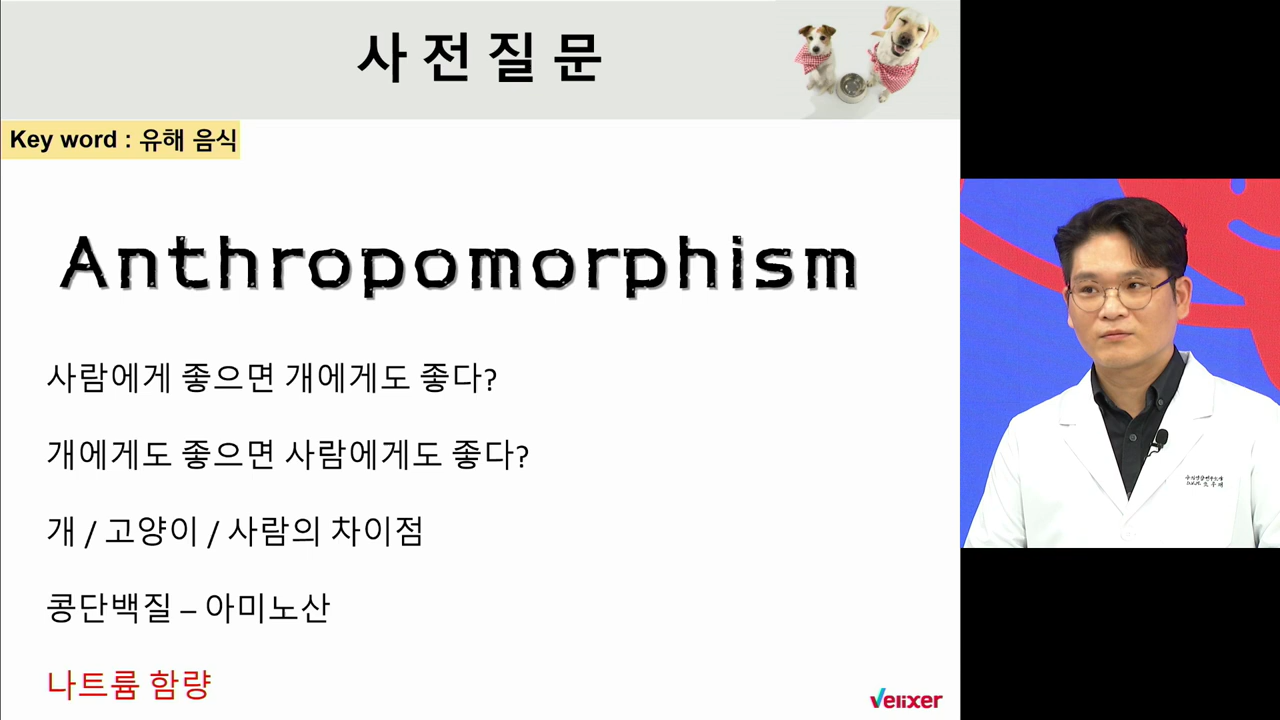 사 전 질 문
Key word : 유해 음식
Anthropomorphism
사람에게 좋으면 개에게도 좋다?
개에게도 좋으면 사람에게도 좋다?
개 / 고양이 / 사람의 차이점
콩단백질 – 아미노산
나트륨 함량
Velixer